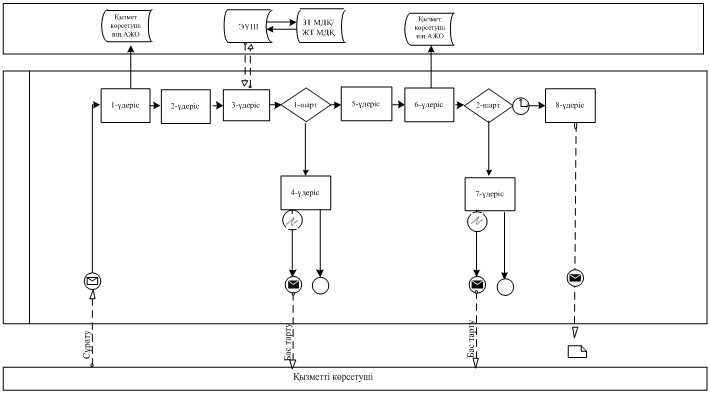 Қызмет
көрсетуші
нің АЖО
ЭҮШ
ЗТ МДҚ/
ЖТ МДҚ
Қызмет
көрсетуші
нің АЖО
1-үдеріс
2-үдеріс
3-үдеріс
1-шарт
5-үдеріс
6-үдеріс
2-шарт
8-үдеріс
4-үдеріс
7-үдеріс
Сұрату
Бас тарту
Бас тарту
Қызметті көрсетуші